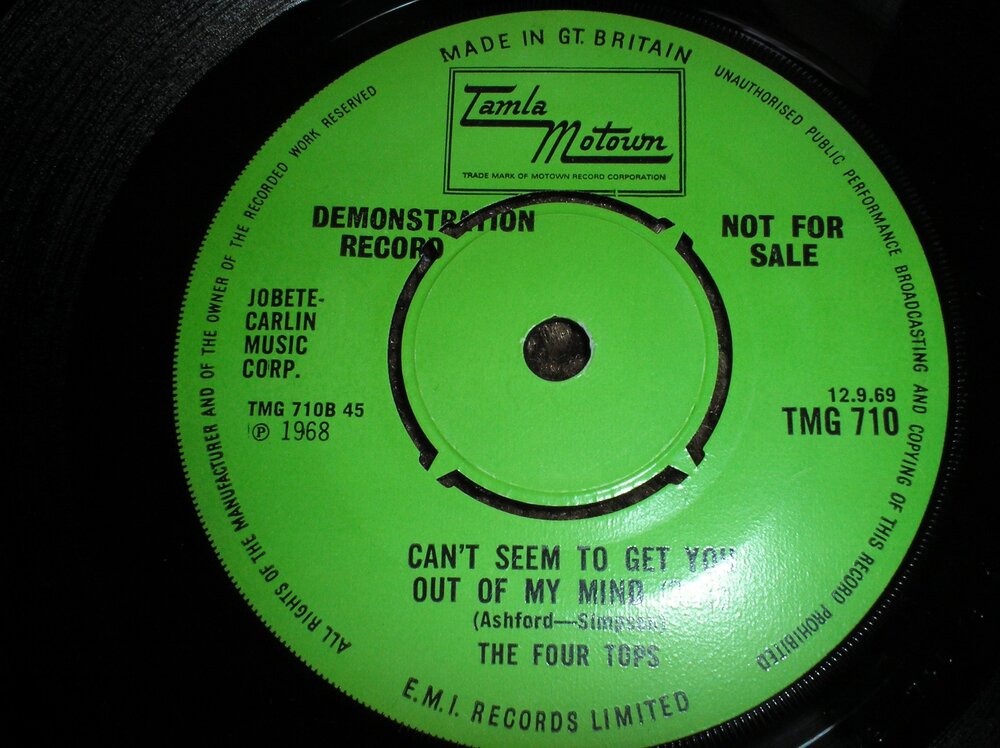 MADE IN GT. BRITAIN
Tamla
Motown
TRADE MARK OF MOTOWN RECORD CORPORATION
UNAUTHORISED PUBLIC PERFORMANCE BROADCASTING AND COPYING OF THIS RECORD PROHIBITED
ALL RIGHTS OF THE MANUFACTURER AND OF THE OWNER OF THE RECORDED WORK RESERVED
DEMONSTRATION
RECORD
NOT FOR
SALE
JOBETE-
CARLIN
MUSIC
CORP.
TMG 710B 45
℗ 1968
12.9.69
TMG 710
CAN'T SEEM TO GET YOU
OUT OF MY MIND
(Ashford—Simpson)
THE FOUR TOPS
E.M.I. RECORDS LIMITED